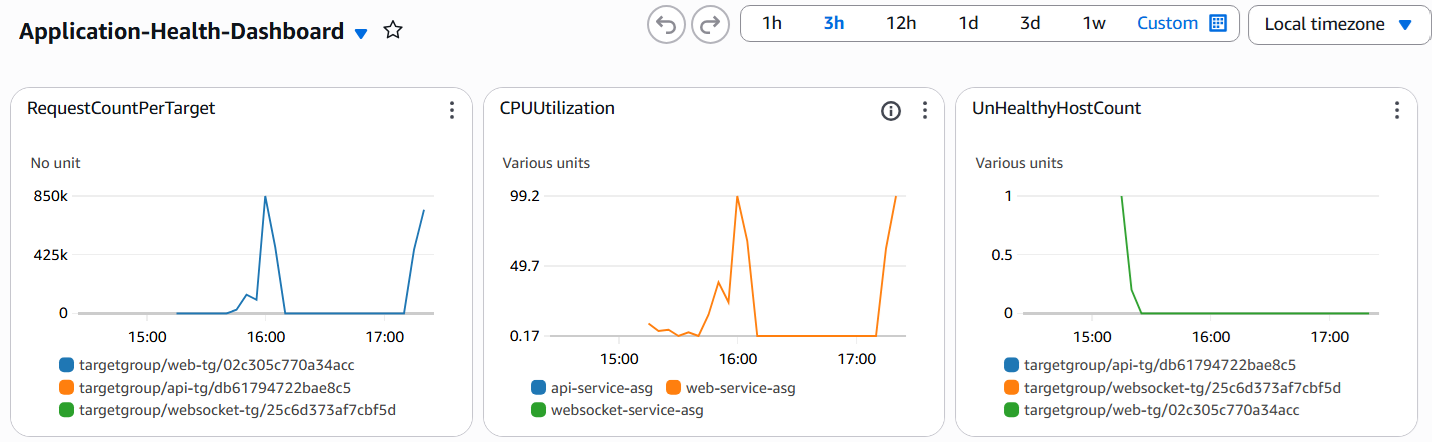 Application-Health-Dashboard
1h 3h 12h 1d 3d 1w Custom Local timezone
RequestCountPerTarget
No unit
850k
425k
0
15:00 16:00 17:00
targetgroup/web-tg/02c305c770a34acc
targetgroup/api-tg/db61794722bae8c5
targetgroup/websocket-tg/25c6d373af7cbf5d
CPUUtilization
Various units
99.2
49.7
0.17
15:00 16:00 17:00
api-service-asg web-service-asg
websocket-service-asg
UnHealthyHostCount
Various units
1
0.5
0
15:00 16:00 17:00
targetgroup/api-tg/db61794722bae8c5
targetgroup/websocket-tg/25c6d373af7cbf5d
targetgroup/web-tg/02c305c770a34acc